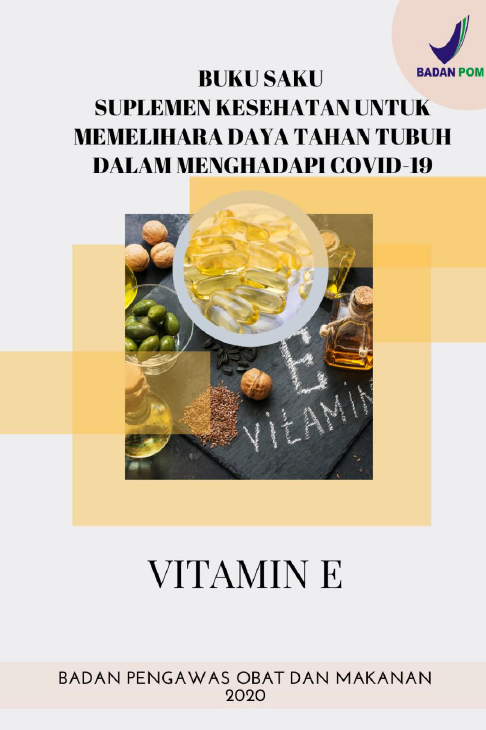 BADAN POM
BUKU SAKU
SUPLEMEN KESEHATAN UNTUK
MEMELIHARA DAYA TAHAN TUBUH
DALAM MENGHADAPI COVID-19
E
VITAMIN
VITAMIN E
BADAN PENGAWAS OBAT DAN MAKANAN
2020